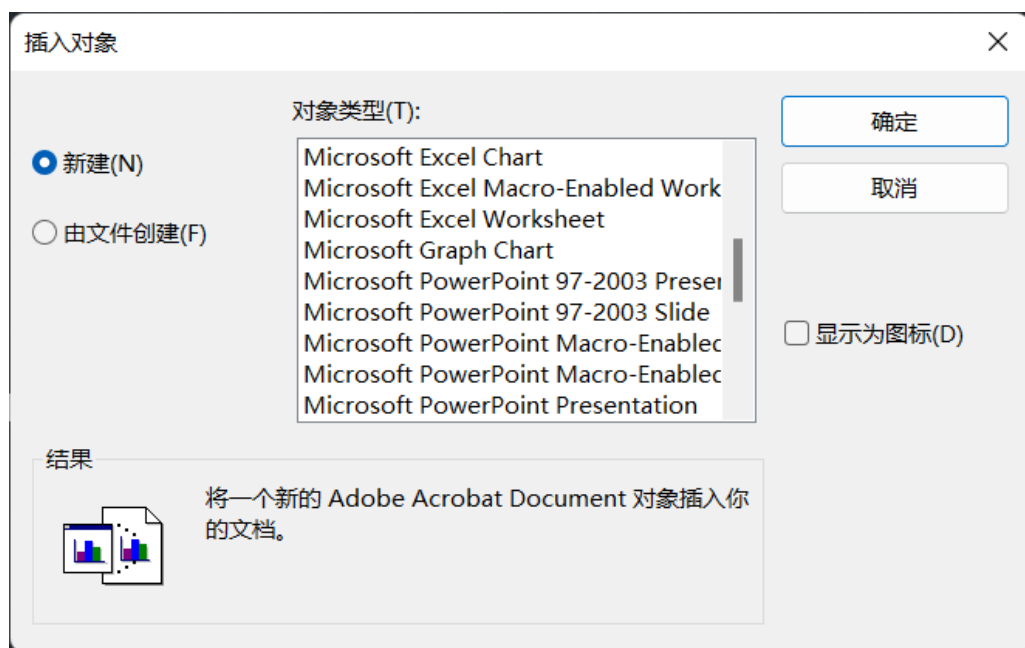 插入对象
对象类型(T):
新建(N)
由文件创建(F)
Microsoft Excel Chart
Microsoft Excel Macro-Enabled Work
Microsoft Excel Worksheet
Microsoft Graph Chart
Microsoft PowerPoint 97-2003 Preser
Microsoft PowerPoint 97-2003 Slide
Microsoft PowerPoint Macro-Enabled
Microsoft PowerPoint Macro-Enabled
Microsoft PowerPoint Presentation
确定
取消
显示为图标(D)
结果
将一个新的 Adobe Acrobat Document 对象插入你
的文档。